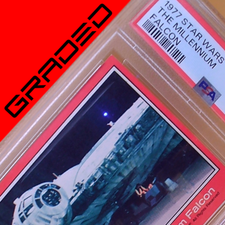 GRADED
1977 STAR WARS
THE MILLENNIUM
FALCON
PSA
Falcon